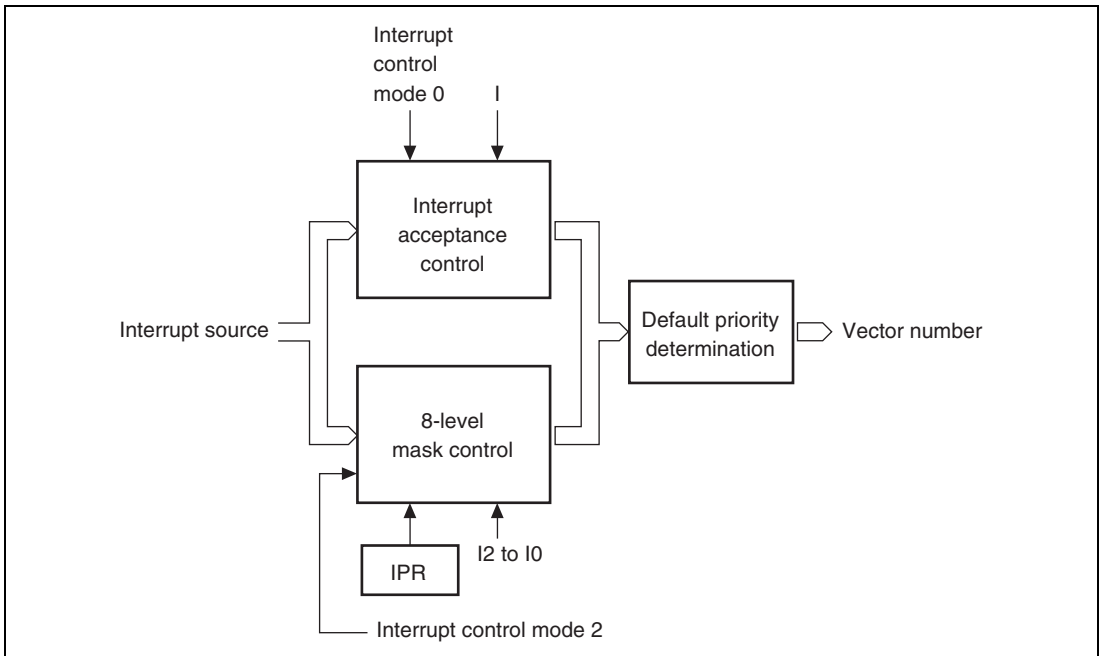 Interrupt
control
mode 0
I
Interrupt
acceptance
control
Interrupt source
Default priority
determination
Vector number
8-level
mask control
I2 to I0
IPR
Interrupt control mode 2